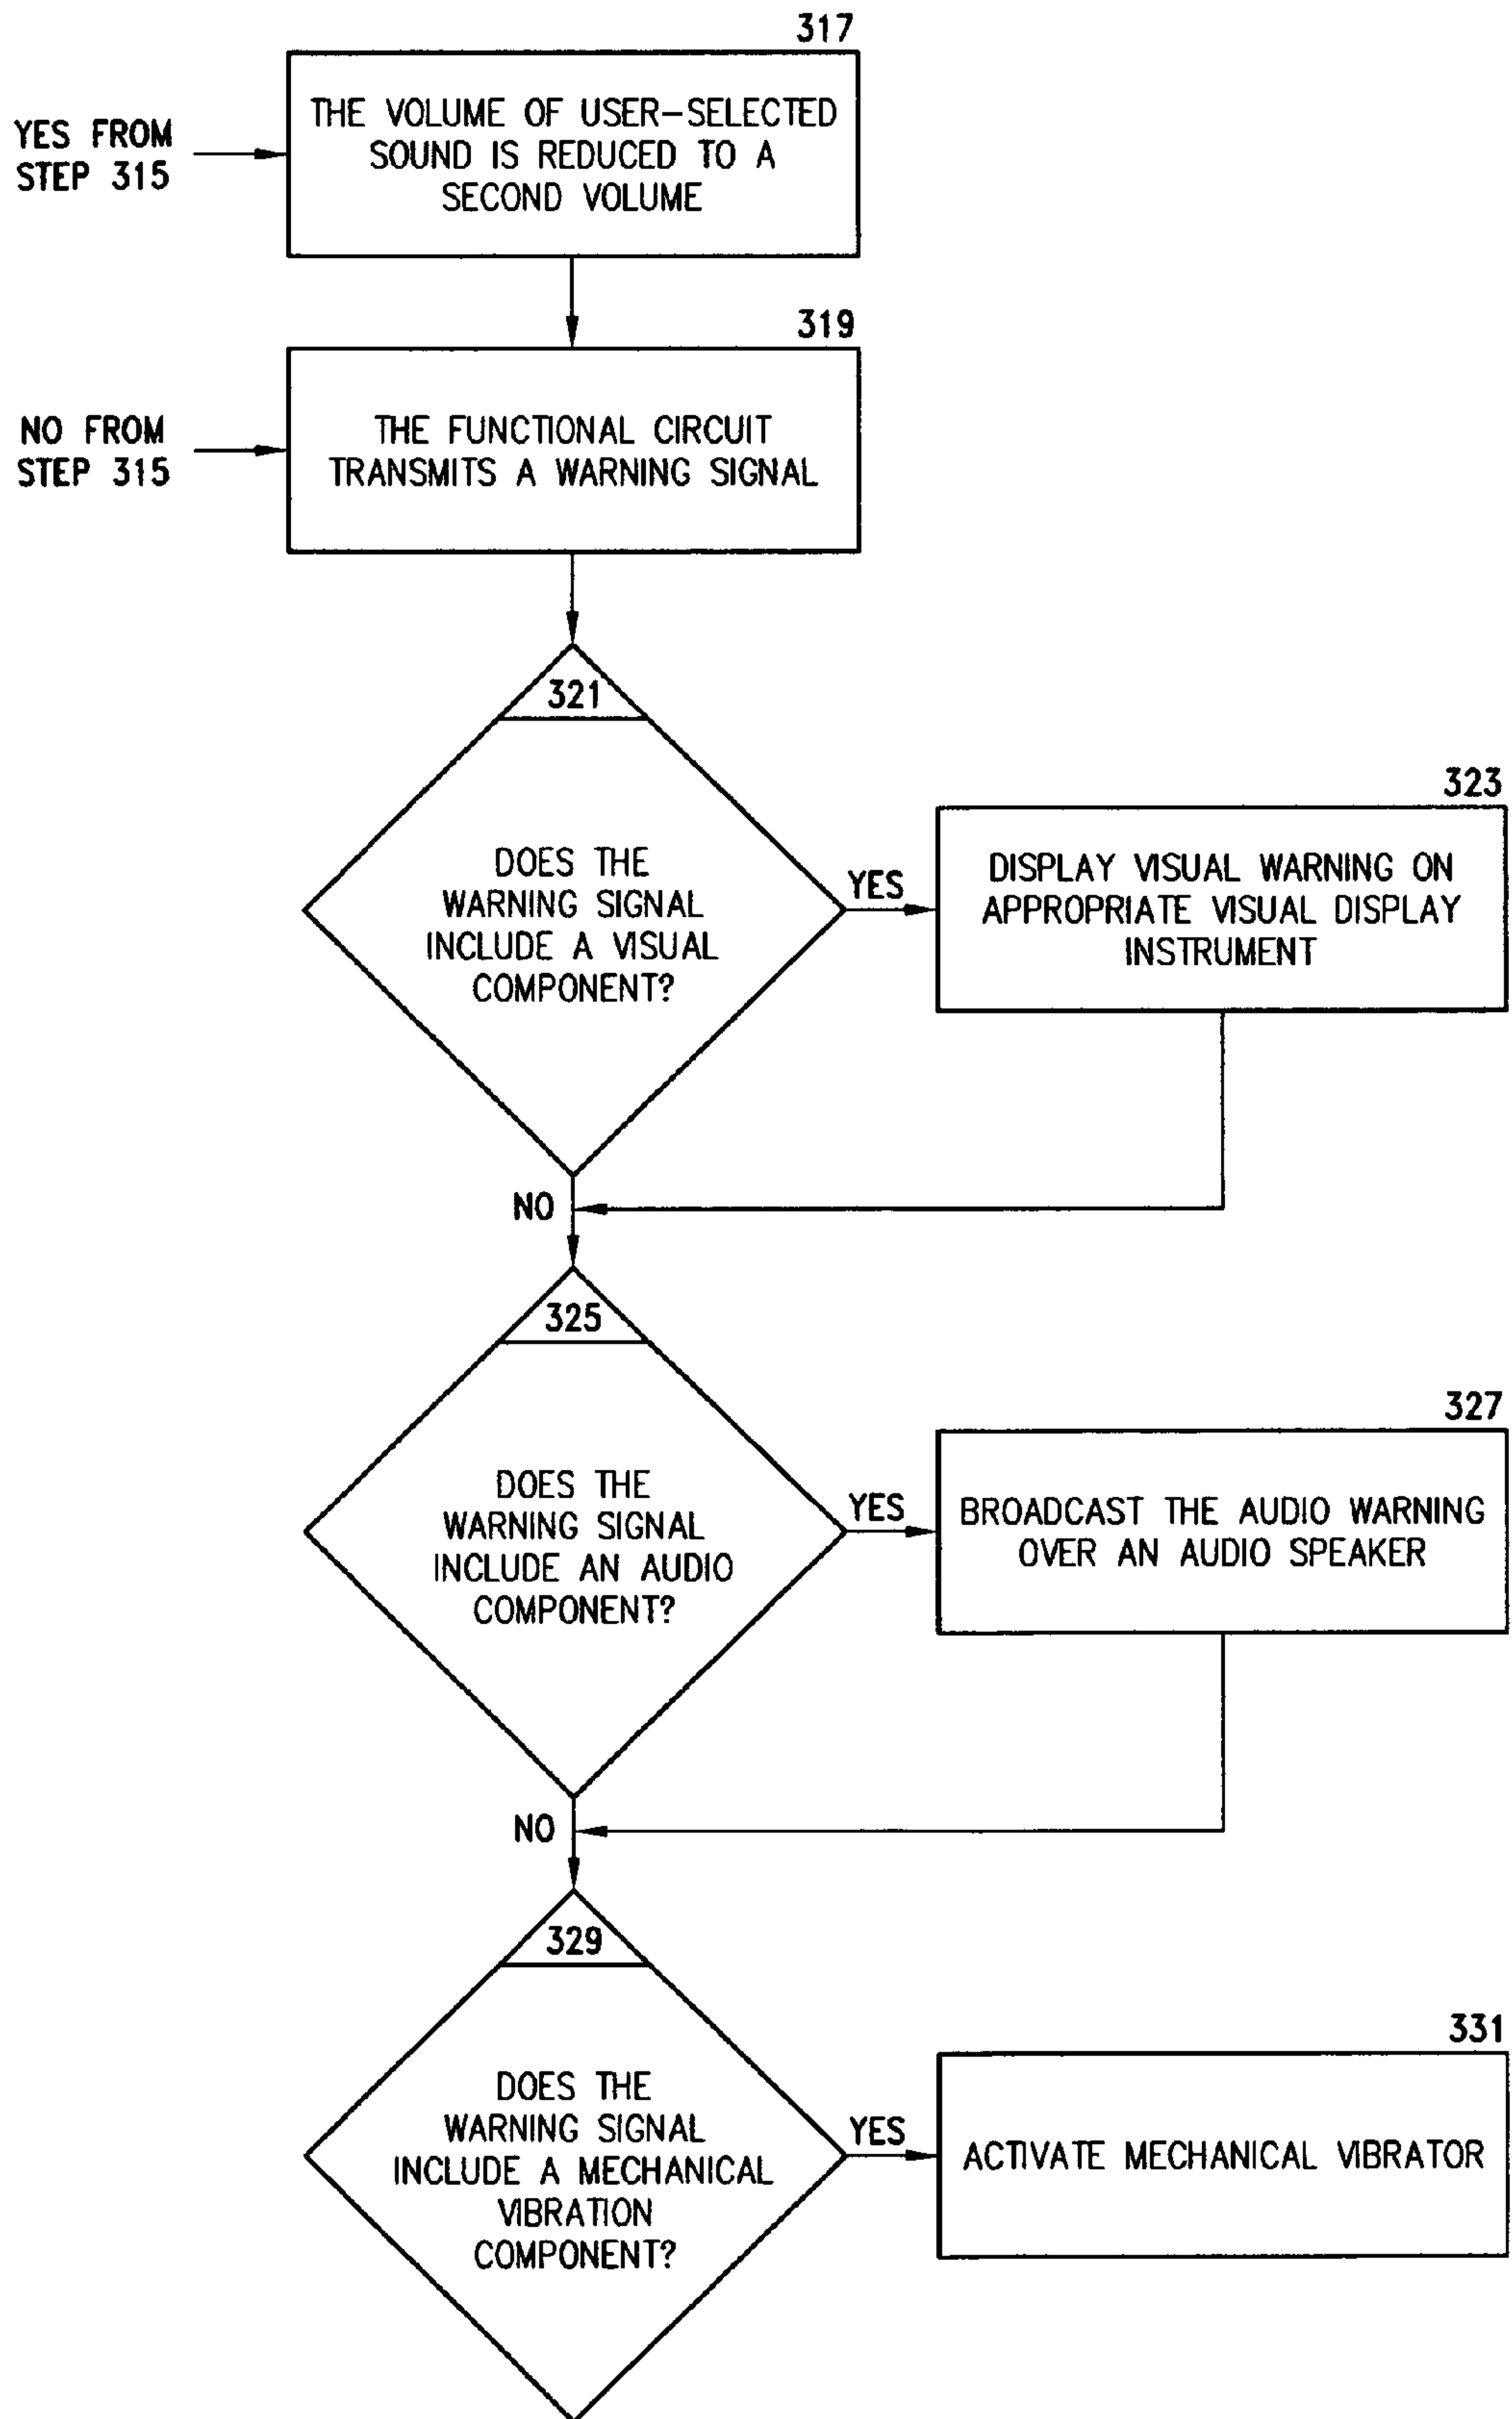 317
YES FROM
STEP 315
THE VOLUME OF USER-SELECTED
SOUND IS REDUCED TO A
SECOND VOLUME
319
NO FROM
STEP 315
THE FUNCTIONAL CIRCUIT
TRANSMITS A WARNING SIGNAL
321
DOES THE
WARNING SIGNAL
INCLUDE A VISUAL
COMPONENT?
YES
323
DISPLAY VISUAL WARNING ON
APPROPRIATE VISUAL DISPLAY
INSTRUMENT
NO
325
DOES THE
WARNING SIGNAL
INCLUDE AN AUDIO
COMPONENT?
YES
327
BROADCAST THE AUDIO WARNING
OVER AN AUDIO SPEAKER
NO
329
DOES THE
WARNING SIGNAL
INCLUDE A MECHANICAL
VIBRATION
COMPONENT?
YES
331
ACTIVATE MECHANICAL VIBRATOR